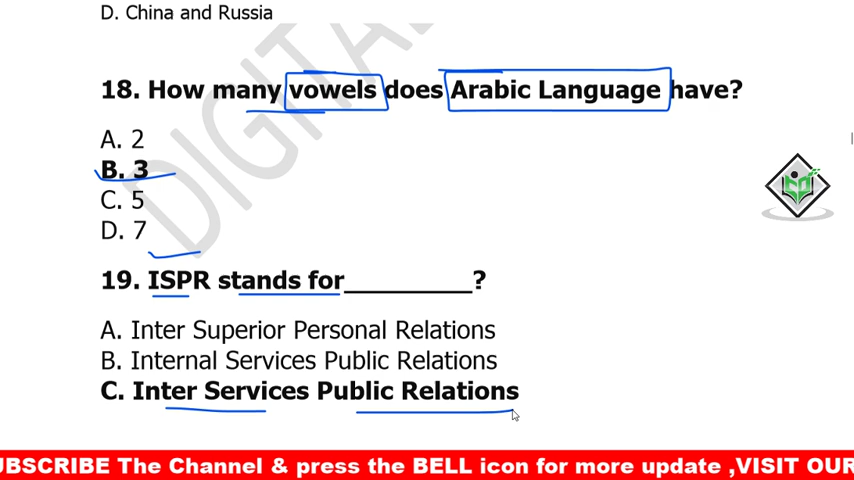 D. China and Russia
18. How many vowels does Arabic Language have?
A. 2
B. 3
C. 5
D. 7
19. ISPR stands for_________?
A. Inter Superior Personal Relations
B. Internal Services Public Relations
C. Inter Services Public Relations
DIGITA
UBSCRIBE The Channel & press the BELL icon for more update ,VISIT OUR